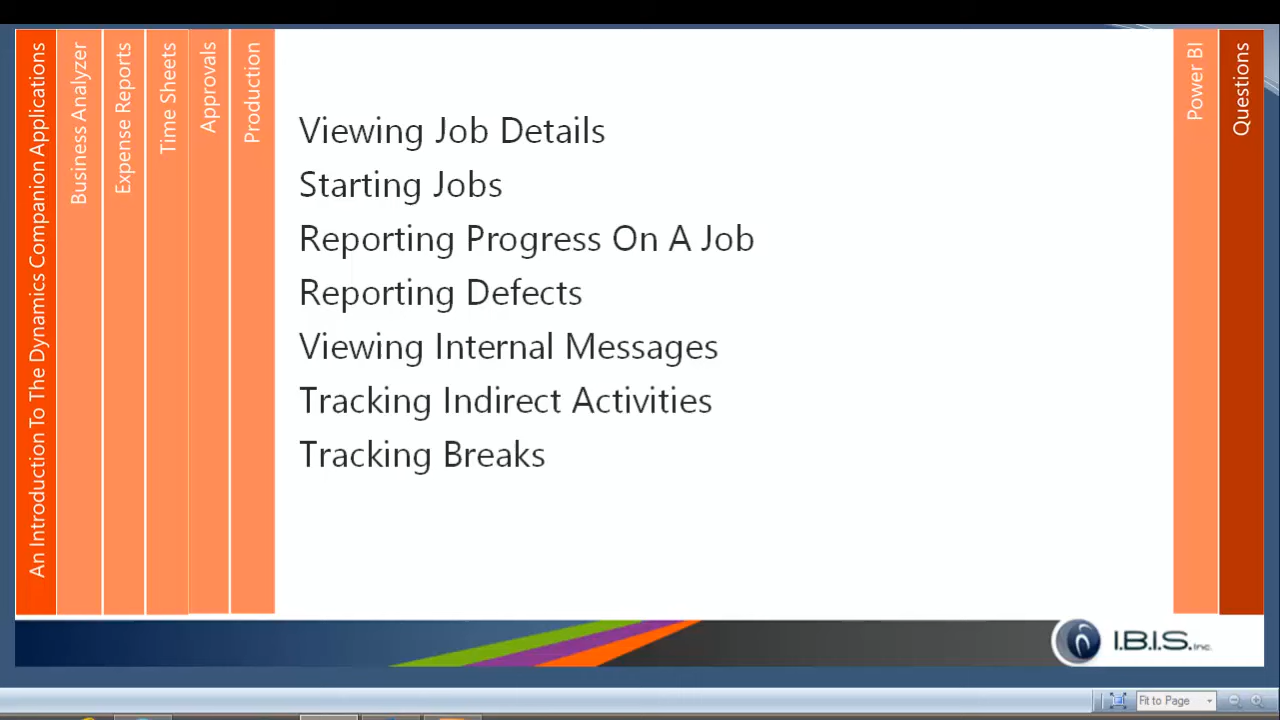 An Introduction To The Dynamics Companion Applications
Business Analyzer
Expense Reports
Time Sheets
Approvals
Production
Viewing Job Details
Starting Jobs
Reporting Progress On A Job
Reporting Defects
Viewing Internal Messages
Tracking Indirect Activities
Tracking Breaks
Power BI
Questions
I.B.I.S. Inc.
Fit to Page